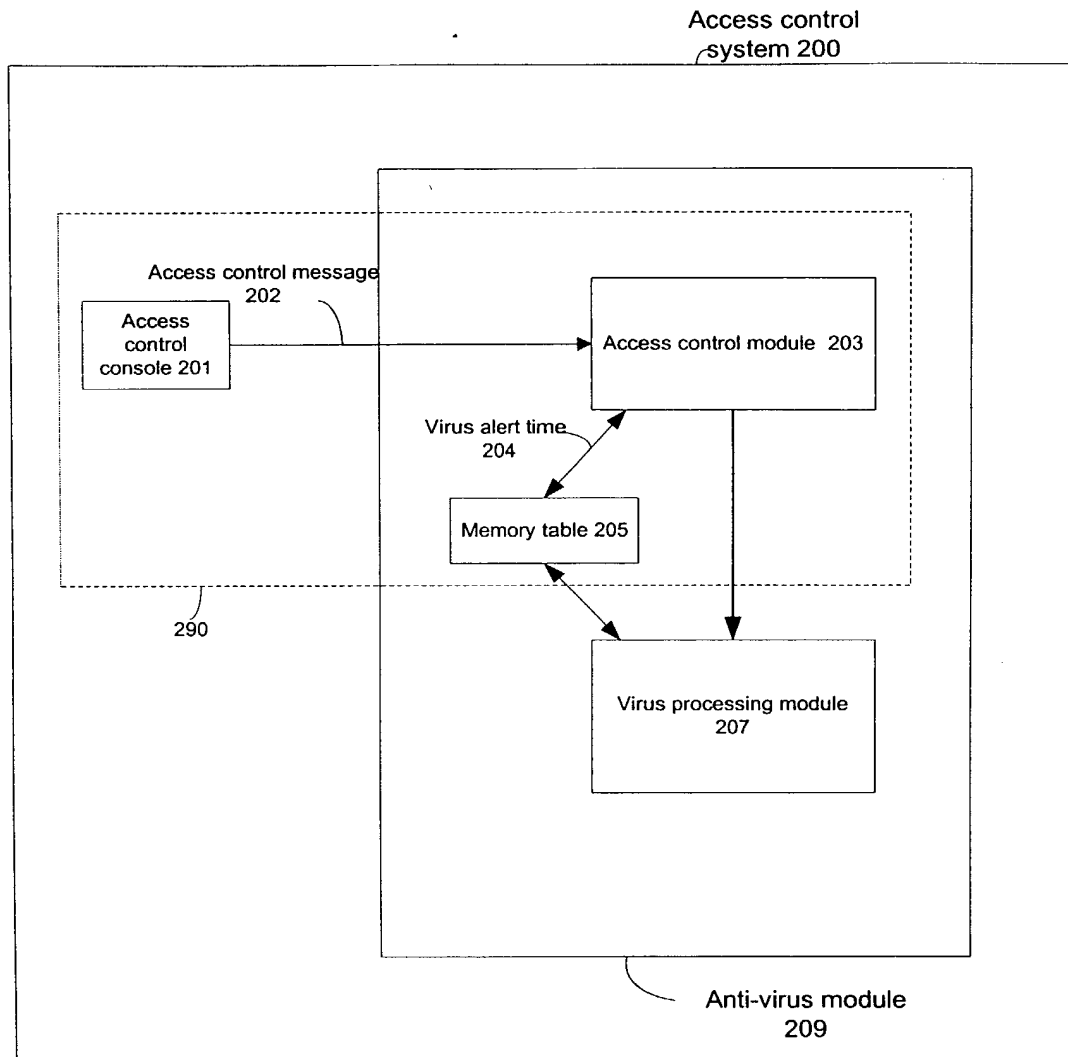 Access control
system 200
Access control message
202
Access
control
console 201
Access control module 203
Virus alert time
204
Memory table 205
290
Virus processing module
207
Anti-virus module
209